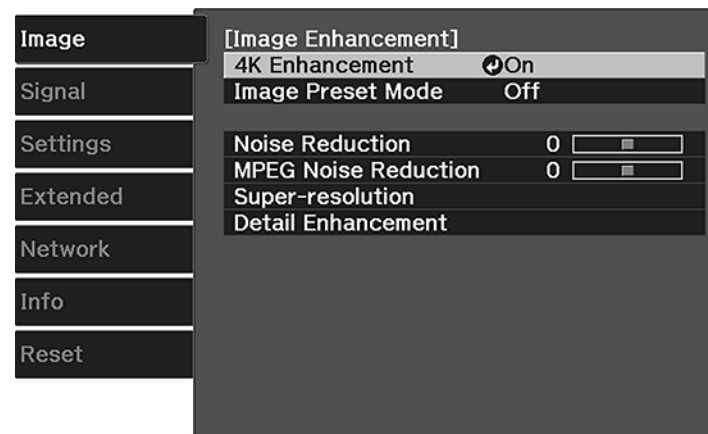 Image
Signal
Settings
Extended
Network
Info
Reset
[Image Enhancement]
4K Enhancement On
Image Preset Mode Off
Noise Reduction 0
MPEG Noise Reduction 0
Super-resolution
Detail Enhancement